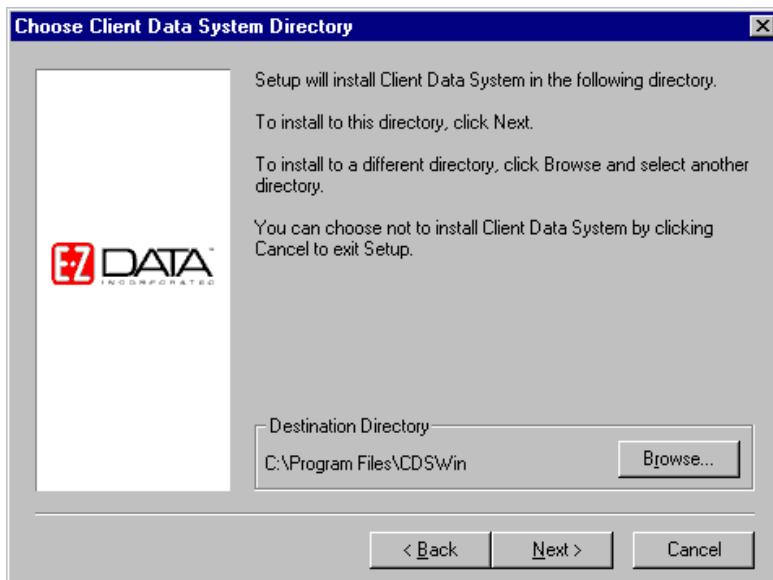 Choose Client Data System Directory
Setup will install Client Data System in the following directory.
To install to this directory, click Next.
To install to a different directory, click Browse and select another
directory.
You can choose not to install Client Data System by clicking
Cancel to exit Setup.
E·Z DATA™
INCORPORATED
Destination Directory
C:\Program Files\CDSWin
Browse...
< Back
Next >
Cancel